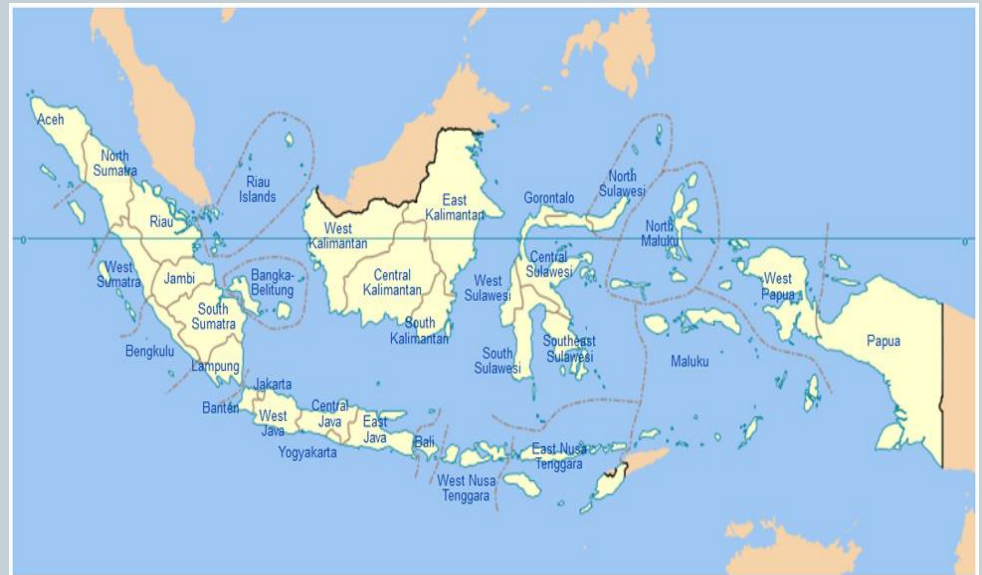 Aceh
North
Sumatra
Riau
Islands
Riau
West
Sumatra
Jambi
Bangka-
Belitung
South
Sumatra
Bengkulu
Lampung
Jakarta
Banten
West
Java
Central
Java
East
Java
Yogyakarta
Bali
West Nusa
Tenggara
East Nusa
Tenggara
West
Kalimantan
East
Kalimantan
Central
Kalimantan
South
Kalimantan
Gorontalo
North
Sulawesi
Central
Sulawesi
West
Sulawesi
South
Sulawesi
Southeast
Sulawesi
North
Maluku
Maluku
West
Papua
Papua
0
0